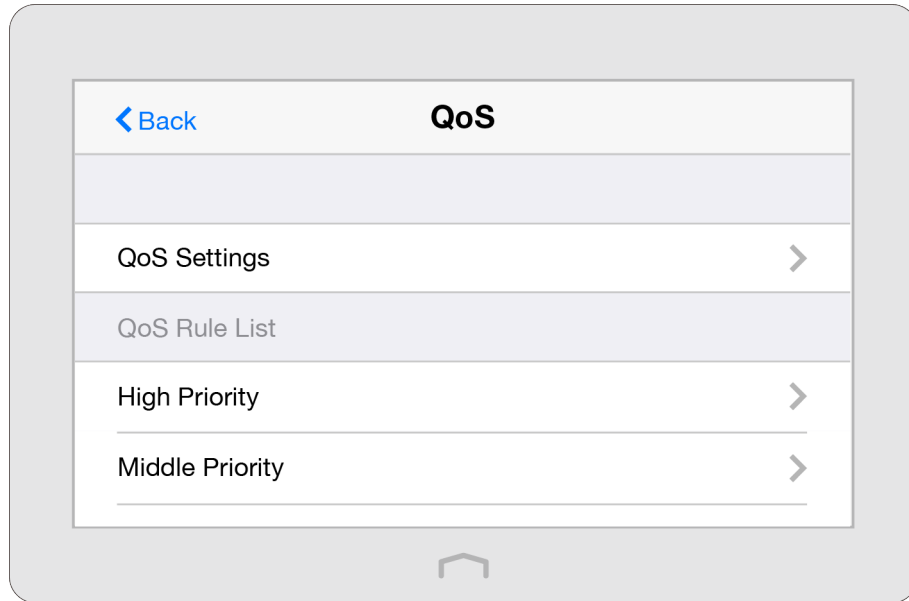 Back
QoS
QoS Settings
QoS Rule List
High Priority
Middle Priority